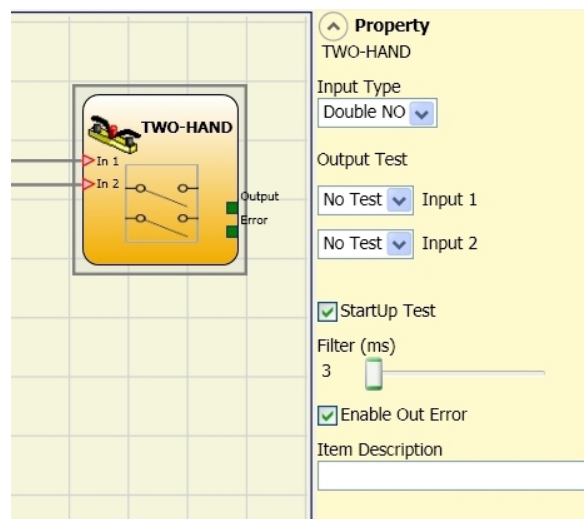 TWO-HAND
In 1
In 2
Output
Error
Property
TWO-HAND
Input Type
Double NO
Output Test
No Test Input 1
No Test Input 2
StartUp Test
Filter (ms)
3
Enable Out Error
Item Description